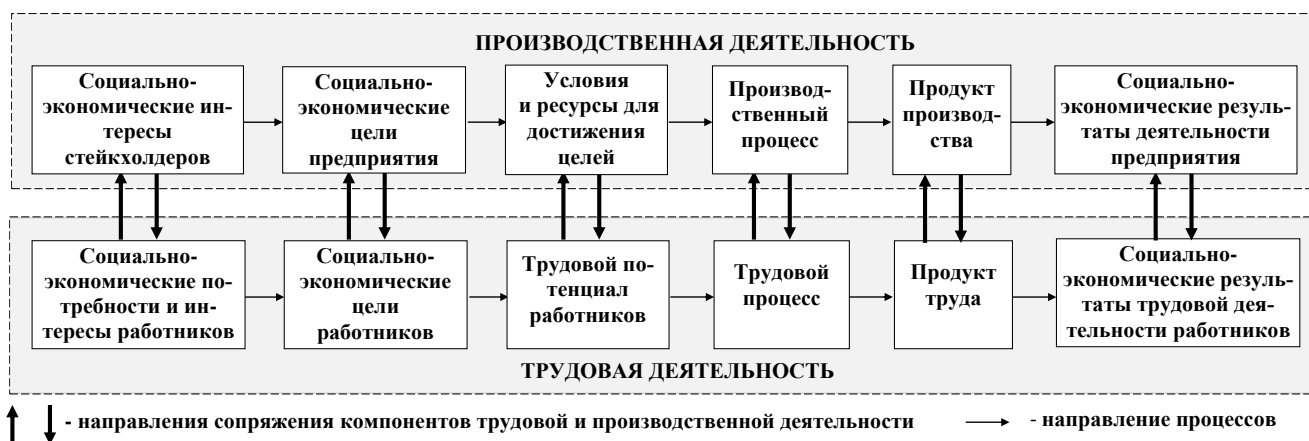 ПРОИЗВОДСТВЕННАЯ ДЕЯТЕЛЬНОСТЬ
Социально-
экономические ин-
тересы
стейкхолдеров
Социально-
экономические
цели
предприятия
Условия
и ресурсы для
достижения
целей
Производ-
ственный
процесс
Продукт
производ-
ства
Социально-
экономические резуль-
таты деятельности
предприятия
Социально-
экономические по-
требности и ин-
тересы работников
Социально-
экономические
цели
работников
Трудовой по-
тенциал
работников
Трудовой
процесс
Продукт
труда
Социально-
экономические резуль-
таты трудовой дея-
тельности работников
ТРУДОВАЯ ДЕЯТЕЛЬНОСТЬ
- направления сопряжения компонентов трудовой и производственной деятельности
- направление процессов